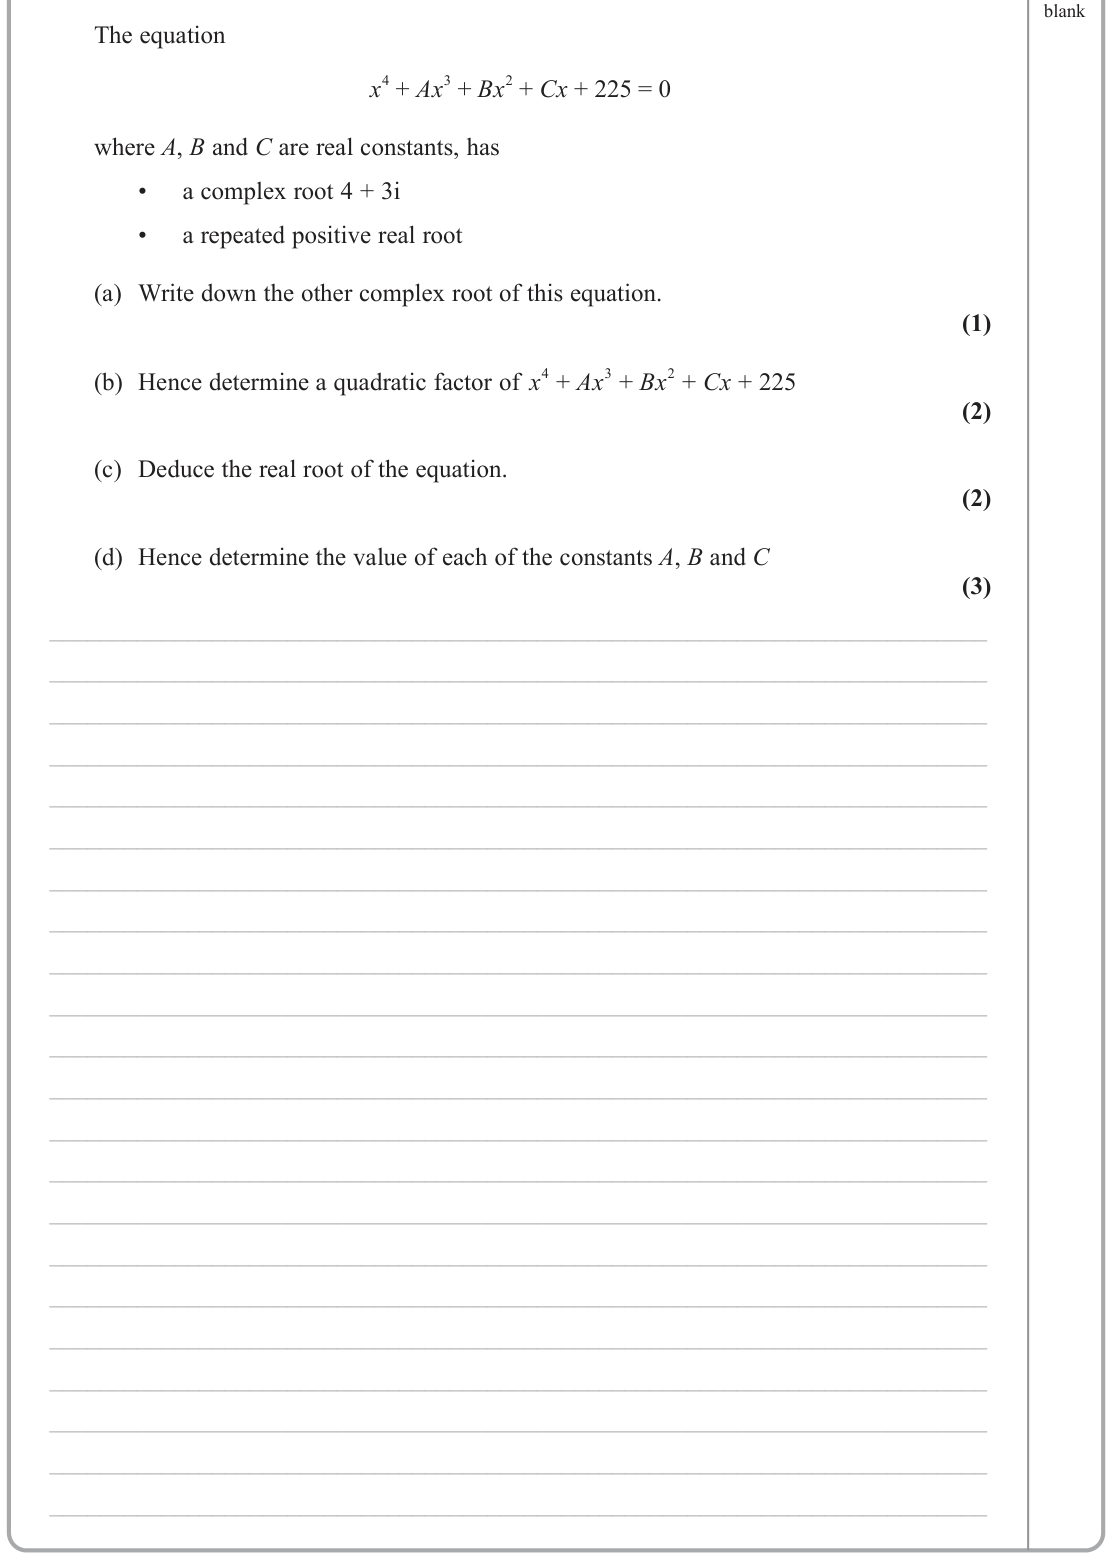 blank
The equation
x⁴ + Ax³ + Bx² + Cx + 225 = 0
where A, B and C are real constants, has
• a complex root 4 + 3i
• a repeated positive real root
(a) Write down the other complex root of this equation.
(1)
(b) Hence determine a quadratic factor of x⁴ + Ax³ + Bx² + Cx + 225
(2)
(c) Deduce the real root of the equation.
(2)
(d) Hence determine the value of each of the constants A, B and C
(3)